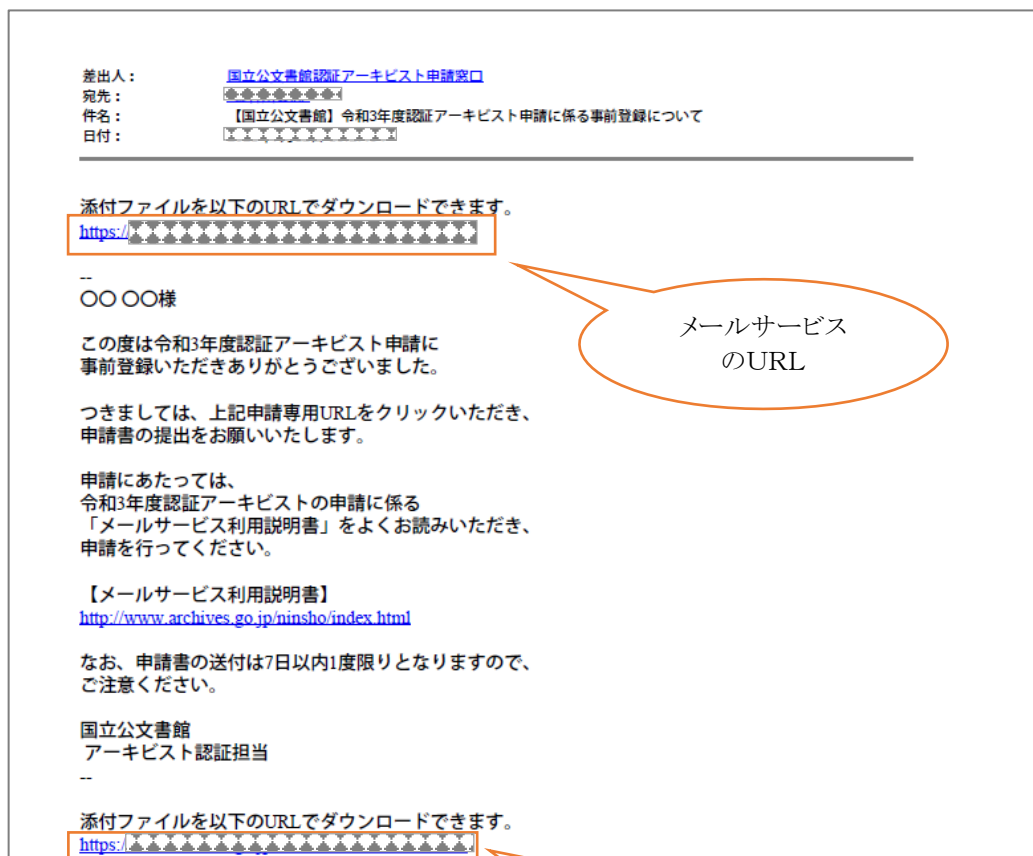 差出人： 国立公文書館認証アーキビスト申請窓口
宛先：
件名： 【国立公文書館】令和3年度認証アーキビスト申請に係る事前登録について
日付：
添付ファイルを以下のURLでダウンロードできます。
https://
--
〇〇 〇〇様
この度は令和3年度認証アーキビスト申請に
事前登録いただきありがとうございました。
つきましては、上記申請専用URLをクリックいただき、
申請書の提出をお願いいたします。
申請にあたっては、
令和3年度認証アーキビストの申請に係る
「メールサービス利用説明書」をよくお読みいただき、
申請を行ってください。
【メールサービス利用説明書】
http://www.archives.go.jp/ninsho/index.html
なお、申請書の送付は7日以内1度限りとなりますので、
ご注意ください。
国立公文書館
アーキビスト認証担当
--
添付ファイルを以下のURLでダウンロードできます。
https:/
メールサービス
のURL